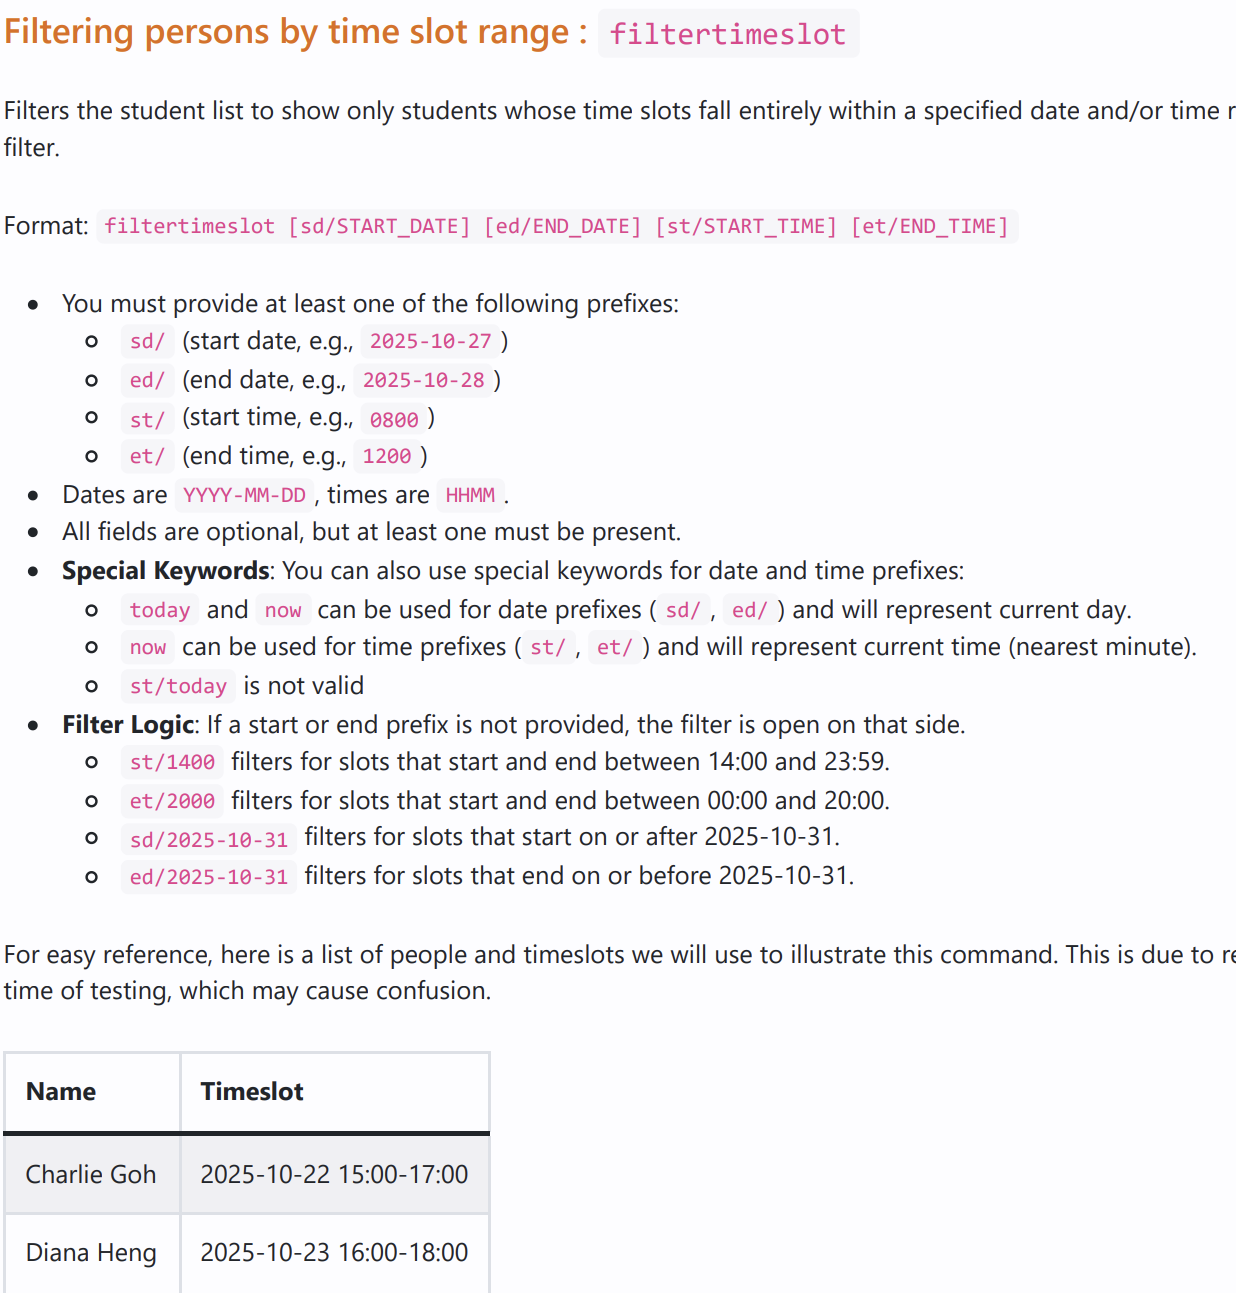 Filtering persons by time slot range : filtertimeslot
Filters the student list to show only students whose time slots fall entirely within a specified date and/or time
filter.
Format: filtertimeslot [sd/START_DATE] [ed/END_DATE] [st/START_TIME] [et/END_TIME]
You must provide at least one of the following prefixes:
sd/ (start date, e.g., 2025-10-27 )
ed/ (end date, e.g., 2025-10-28 )
st/ (start time, e.g., 0800 )
et/ (end time, e.g., 1200 )
Dates are YYYY-MM-DD , times are HHMM .
All fields are optional, but at least one must be present.
Special Keywords: You can also use special keywords for date and time prefixes:
today and now can be used for date prefixes ( sd/ , ed/ ) and will represent current day.
now can be used for time prefixes ( st/ , et/ ) and will represent current time (nearest minute).
st/today is not valid
Filter Logic: If a start or end prefix is not provided, the filter is open on that side.
st/1400 filters for slots that start and end between 14:00 and 23:59.
et/2000 filters for slots that start and end between 00:00 and 20:00.
sd/2025-10-31 filters for slots that start on or after 2025-10-31.
ed/2025-10-31 filters for slots that end on or before 2025-10-31.
For easy reference, here is a list of people and timeslots we will use to illustrate this command. This is due to
time of testing, which may cause confusion.
Name Timeslot
Charlie Goh 2025-10-22 15:00-17:00
Diana Heng 2025-10-23 16:00-18:00